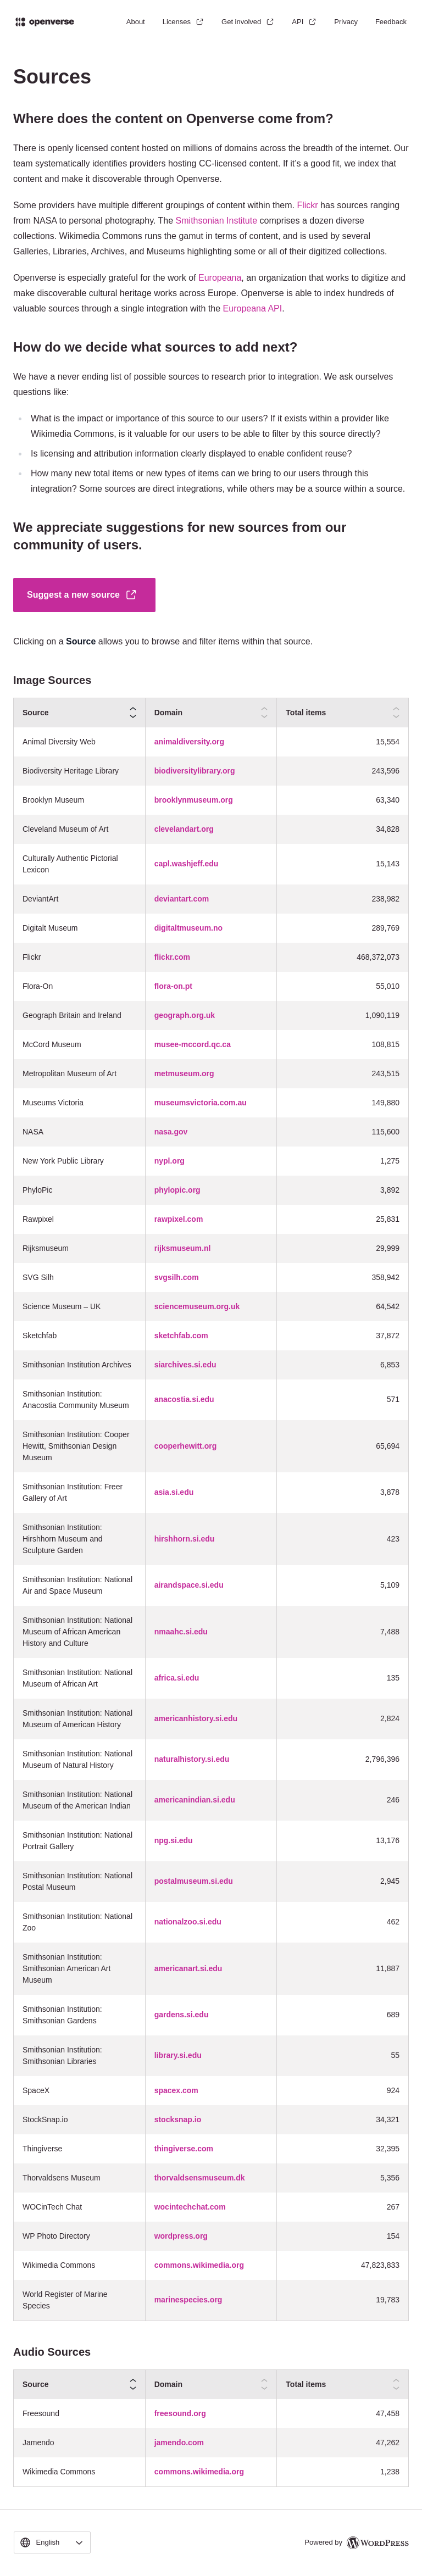 openverse
About
Licenses
Get involved
API
Privacy
Feedback
Sources
Where does the content on Openverse come from?
There is openly licensed content hosted on millions of domains across the breadth of the internet. Our
team systematically identifies providers hosting CC-licensed content. If it's a good fit, we index that
content and make it discoverable through Openverse.
Some providers have multiple different groupings of content within them. Flickr has sources ranging
from NASA to personal photography. The Smithsonian Institute comprises a dozen diverse
collections. Wikimedia Commons runs the gamut in terms of content, and is used by several
Galleries, Libraries, Archives, and Museums highlighting some or all of their digitized collections.
Openverse is especially grateful for the work of Europeana, an organization that works to digitize and
make discoverable cultural heritage works across Europe. Openverse is able to index hundreds of
valuable sources through a single integration with the Europeana API.
How do we decide what sources to add next?
We have a never ending list of possible sources to research prior to integration. We ask ourselves
questions like:
What is the impact or importance of this source to our users? If it exists within a provider like
Wikimedia Commons, is it valuable for our users to be able to filter by this source directly?
Is licensing and attribution information clearly displayed to enable confident reuse?
How many new total items or new types of items can we bring to our users through this
integration? Some sources are direct integrations, while others may be a source within a source.
We appreciate suggestions for new sources from our
community of users.
Suggest a new source
Clicking on a Source allows you to browse and filter items within that source.
Image Sources
Source Domain Total items
Animal Diversity Web animaldiversity.org 15,554
Biodiversity Heritage Library biodiversitylibrary.org 243,596
Brooklyn Museum brooklynmuseum.org 63,340
Cleveland Museum of Art clevelandart.org 34,828
Culturally Authentic Pictorial
Lexicon capl.washjeff.edu 15,143
DeviantArt deviantart.com 238,982
Digitalt Museum digitaltmuseum.no 289,769
Flickr flickr.com 468,372,073
Flora-On flora-on.pt 55,010
Geograph Britain and Ireland geograph.org.uk 1,090,119
McCord Museum musee-mccord.qc.ca 108,815
Metropolitan Museum of Art metmuseum.org 243,515
Museums Victoria museumsvictoria.com.au 149,880
NASA nasa.gov 115,600
New York Public Library nypl.org 1,275
PhyloPic phylopic.org 3,892
Rawpixel rawpixel.com 25,831
Rijksmuseum rijksmuseum.nl 29,999
SVG Silh svgsilh.com 358,942
Science Museum – UK sciencemuseum.org.uk 64,542
Sketchfab sketchfab.com 37,872
Smithsonian Institution Archives siarchives.si.edu 6,853
Smithsonian Institution:
Anacostia Community Museum anacostia.si.edu 571
Smithsonian Institution: Cooper
Hewitt, Smithsonian Design
Museum cooperhewitt.org 65,694
Smithsonian Institution: Freer
Gallery of Art asia.si.edu 3,878
Smithsonian Institution:
Hirshhorn Museum and
Sculpture Garden hirshhorn.si.edu 423
Smithsonian Institution: National
Air and Space Museum airandspace.si.edu 5,109
Smithsonian Institution: National
Museum of African American
History and Culture nmaahc.si.edu 7,488
Smithsonian Institution: National
Museum of African Art africa.si.edu 135
Smithsonian Institution: National
Museum of American History americanhistory.si.edu 2,824
Smithsonian Institution: National
Museum of Natural History naturalhistory.si.edu 2,796,396
Smithsonian Institution: National
Museum of the American Indian americanindian.si.edu 246
Smithsonian Institution: National
Portrait Gallery npg.si.edu 13,176
Smithsonian Institution: National
Postal Museum postalmuseum.si.edu 2,945
Smithsonian Institution: National
Zoo nationalzoo.si.edu 462
Smithsonian Institution:
Smithsonian American Art
Museum americanart.si.edu 11,887
Smithsonian Institution:
Smithsonian Gardens gardens.si.edu 689
Smithsonian Institution:
Smithsonian Libraries library.si.edu 55
SpaceX spacex.com 924
StockSnap.io stocksnap.io 34,321
Thingiverse thingiverse.com 32,395
Thorvaldsens Museum thorvaldsensmuseum.dk 5,356
WOCinTech Chat wocintechchat.com 267
WP Photo Directory wordpress.org 154
Wikimedia Commons commons.wikimedia.org 47,823,833
World Register of Marine
Species marinespecies.org 19,783
Audio Sources
Source Domain Total items
Freesound freesound.org 47,458
Jamendo jamendo.com 47,262
Wikimedia Commons commons.wikimedia.org 1,238
English
Powered by WordPress